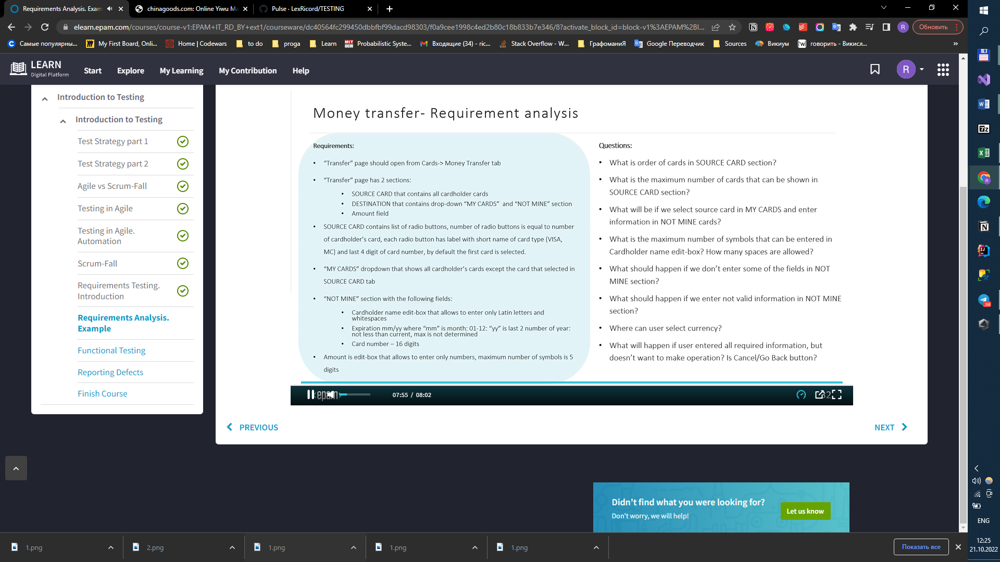 Requirements Analysis. Exam
chinagoods.com: Online Yiwu Ma
Pulse · LexRicord/TESTING
elearn.epam.com/courses/course-v1:EPAM+IT_RD_BY+ext1/courseware/dc40564fc299450dbbfbf99dacd98303/f0a9cee1998c4ed2b80c18b833b7e346/8?activate_block_id=block-v1%3AEPAM%2Bl...
Обновить
Самые популярны...
My First Board, Onli...
Home | Codewars
to do
proga
Learn
Probabilistic Syste...
Входящие (34) - ric...
Stack Overflow - W...
ГрафоманиЯ
Google Переводчик
Sources
Викиум
говорить - Викисл...
»
LEARN
Digital Platform
Start
Explore
My Learning
My Contribution
Help
R
Introduction to Testing
Introduction to Testing
Test Strategy part 1
Test Strategy part 2
Agile vs Scrum-Fall
Testing in Agile
Testing in Agile.
Automation
Scrum-Fall
Requirements Testing.
Introduction
Requirements Analysis.
Example
Functional Testing
Reporting Defects
Finish Course
Money transfer- Requirement analysis
Requirements:
• “Transfer” page should open from Cards-> Money Transfer tab
• “Transfer” page has 2 sections:
• SOURCE CARD that contains all cardholder cards
• DESTINATION that contains drop-down “MY CARDS” and “NOT MINE” section
• Amount field
• SOURCE CARD contains list of radio buttons, number of radio buttons is equal to number
of cardholder’s card, each radio button has label with short name of card type (VISA,
MC) and last 4 digit of card number, by default the first card is selected.
• “MY CARDS” dropdown that shows all cardholder’s cards except the card that selected in
SOURCE CARD tab
• “NOT MINE” section with the following fields:
• Cardholder name edit-box that allows to enter only Latin letters and
whitespaces
• Expiration mm/yy where “mm” is month: 01-12: “yy” is last 2 number of year:
not less than current, max is not determined
• Card number – 16 digits
• Amount is edit-box that allows to enter only numbers, maximum number of symbols is 5
digits
Questions:
• What is order of cards in SOURCE CARD section?
• What is the maximum number of cards that can be shown in
SOURCE CARD section?
• What will be if we select source card in MY CARDS and enter
information in NOT MINE cards?
• What is the maximum number of symbols that can be entered in
Cardholder name edit-box? How many spaces are allowed?
• What should happen if we don’t enter some of the fields in NOT
MINE section?
• What should happen if we enter not valid information in NOT MINE
section?
• Where can user select currency?
• What will happen if user entered all required information, but
doesn’t want to make operation? Is Cancel/Go Back button?
<epam>
07:55 / 08:02
32
PREVIOUS
NEXT
Didn't find what you were looking for?
Don't worry, we will help!
Let us know
1.png
2.png
1.png
1.png
1.png
Показать все
98
ENG
12:25
21.10.2022